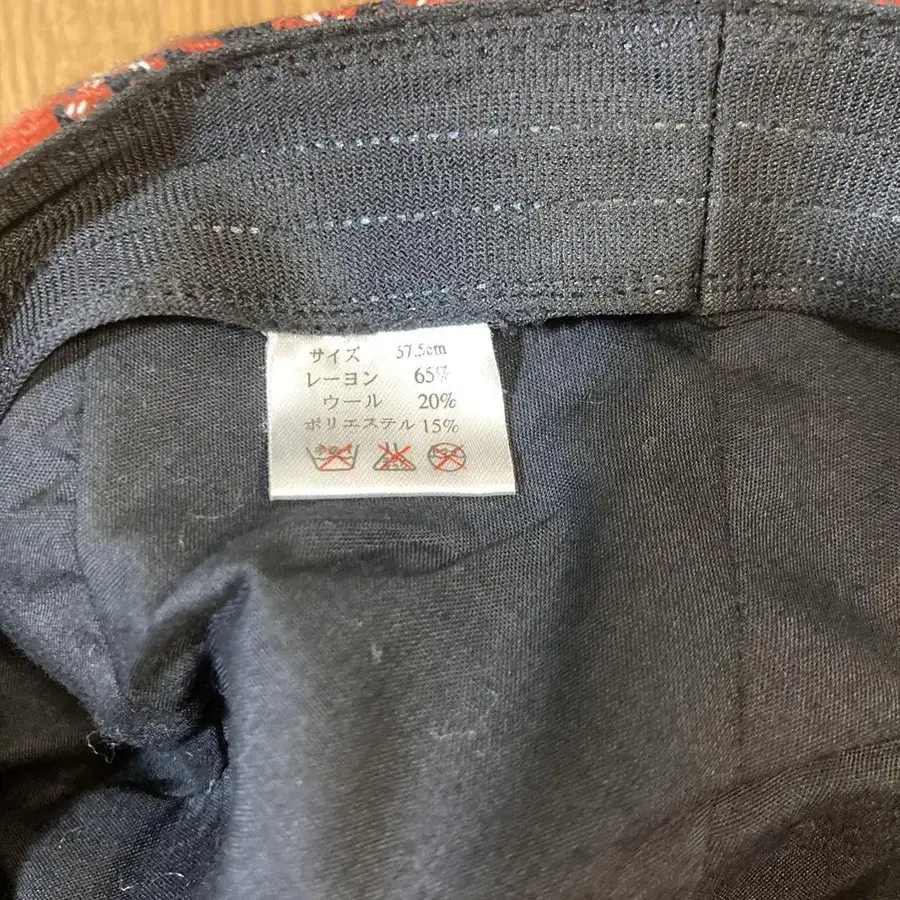 サイズ 57.5cm
レーヨン 65%
ウール 20%
ポリエステル 15%